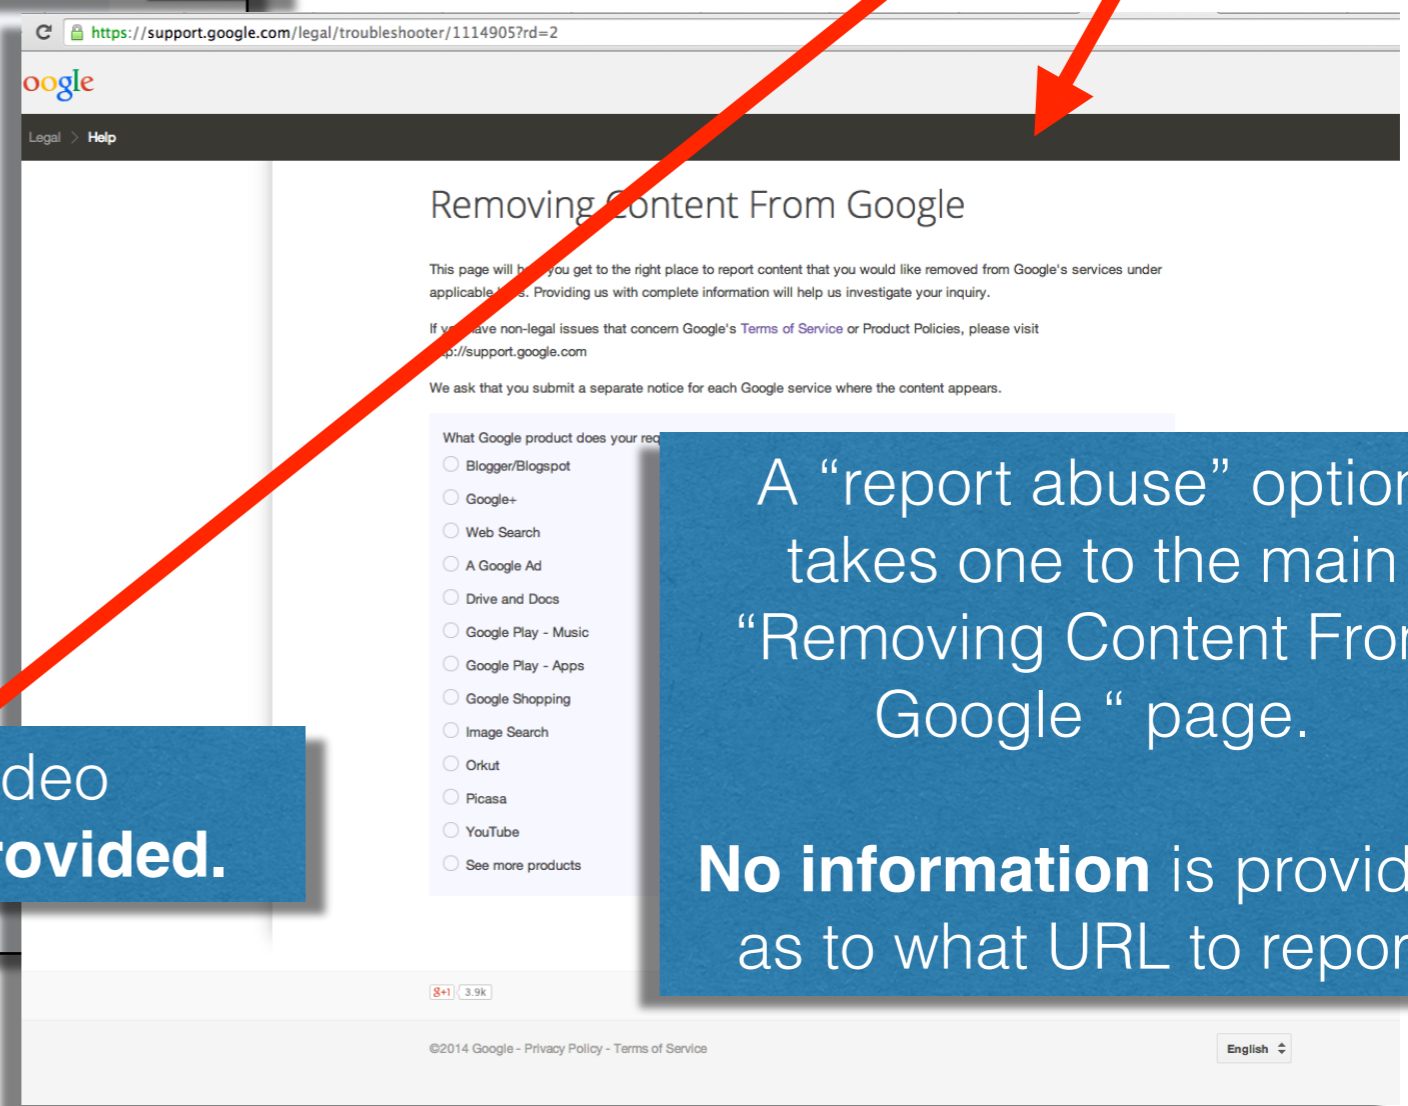 https://support.google.com/legal/troubleshooter/1114905?rd=2
oogle
Legal > Help
Removing Content From Google
This page will you get to the right place to report content that you would like removed from Google's services under
applicable Providing us with complete information will help us investigate your inquiry.
If have non-legal issues that concern Google's Terms of Service or Product Policies, please visit
p://support.google.com
We ask that you submit a separate notice for each Google service where the content appears.
What Google product does your req
Blogger/Blogspot
Google+
Web Search
A Google Ad
Drive and Docs
Google Play - Music
Google Play - Apps
Google Shopping
Image Search
Orkut
Picasa
YouTube
See more products
A “report abuse” option
takes one to the main
“Removing Content From
Google “ page.
No information is provid
as to what URL to repor
deo
rovided.
g+1 3.9k
©2014 Google - Privacy Policy - Terms of Service
English